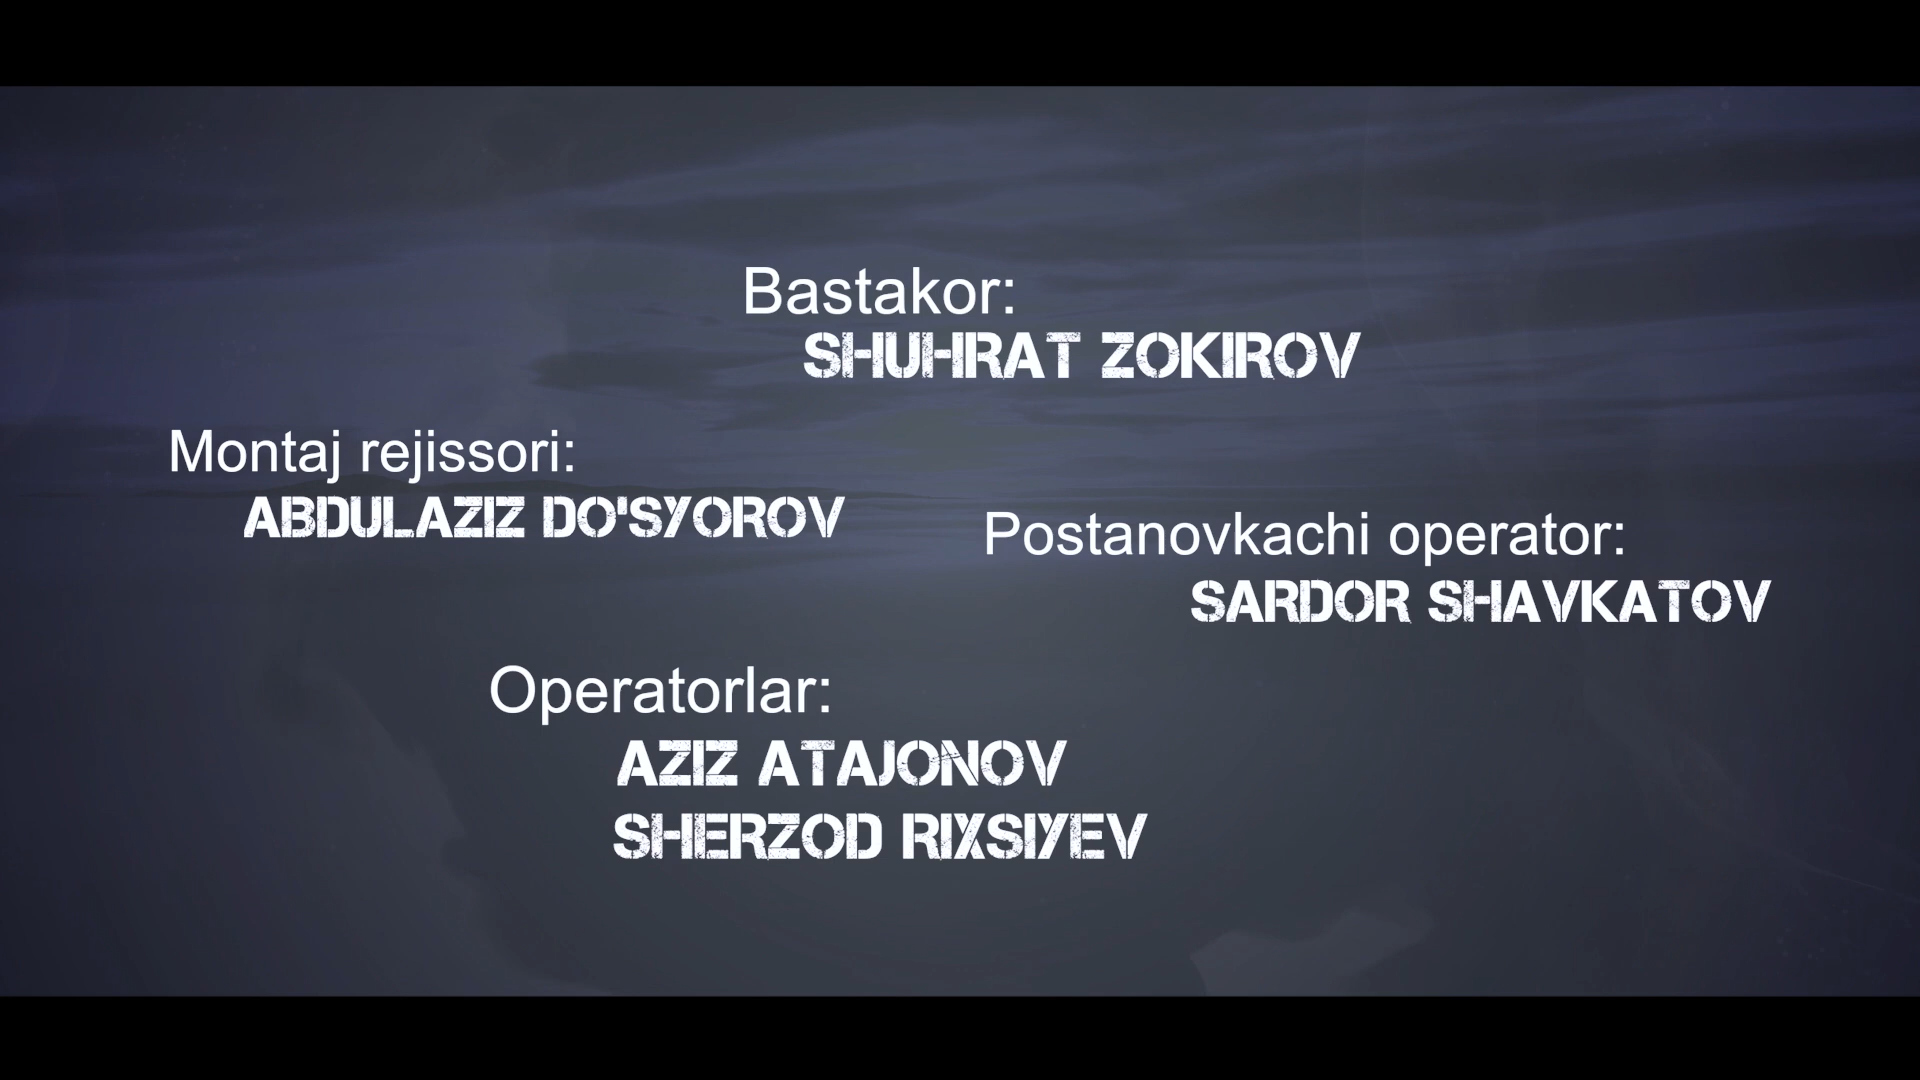 Bastakor:
SHUHRAT ZOKIROV
Montaj rejissori:
ABDULAZIZ DO'SYOROV
Postanovkachi operator:
SARDOR SHAVKATOV
Operatorlar:
AZIZ ATAJONOV
SHERZOD RIXSIYEV